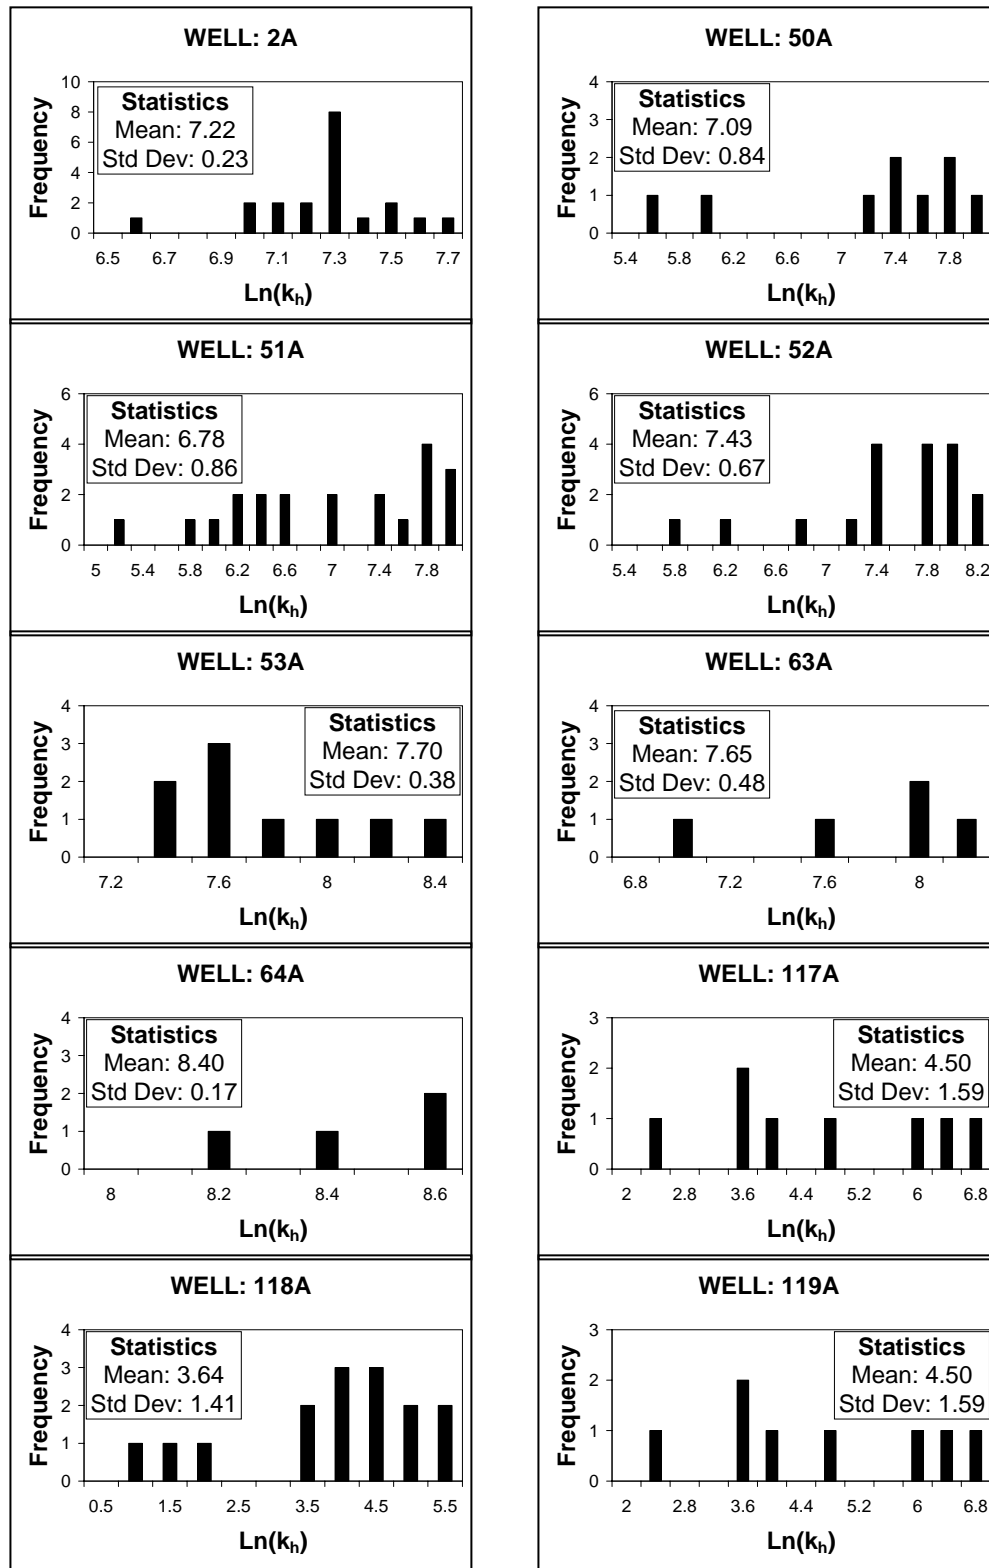 WELL: 2A
10
8
6
4
2
0
Frequency
Statistics
Mean: 7.22
Std Dev: 0.23
6.5 6.7 6.9 7.1 7.3 7.5 7.7
Ln(kh)
WELL: 50A
4
3
2
1
0
Frequency
Statistics
Mean: 7.09
Std Dev: 0.84
5.4 5.8 6.2 6.6 7 7.4 7.8
Ln(kh)
WELL: 51A
6
4
2
0
Frequency
Statistics
Mean: 6.78
Std Dev: 0.86
5 5.4 5.8 6.2 6.6 7 7.4 7.8
Ln(kh)
WELL: 52A
6
4
2
0
Frequency
Statistics
Mean: 7.43
Std Dev: 0.67
5.4 5.8 6.2 6.6 7 7.4 7.8 8.2
Ln(kh)
WELL: 53A
4
3
2
1
0
Frequency
Statistics
Mean: 7.70
Std Dev: 0.38
7.2 7.6 8 8.4
Ln(kh)
WELL: 63A
4
3
2
1
0
Frequency
Statistics
Mean: 7.65
Std Dev: 0.48
6.8 7.2 7.6 8
Ln(kh)
WELL: 64A
4
3
2
1
0
Frequency
Statistics
Mean: 8.40
Std Dev: 0.17
8 8.2 8.4 8.6
Ln(kh)
WELL: 117A
3
2
1
0
Frequency
Statistics
Mean: 4.50
Std Dev: 1.59
2 2.8 3.6 4.4 5.2 6 6.8
Ln(kh)
WELL: 118A
4
3
2
1
0
Frequency
Statistics
Mean: 3.64
Std Dev: 1.41
0.5 1.5 2.5 3.5 4.5 5.5
Ln(kh)
WELL: 119A
3
2
1
0
Frequency
Statistics
Mean: 4.50
Std Dev: 1.59
2 2.8 3.6 4.4 5.2 6 6.8
Ln(kh)